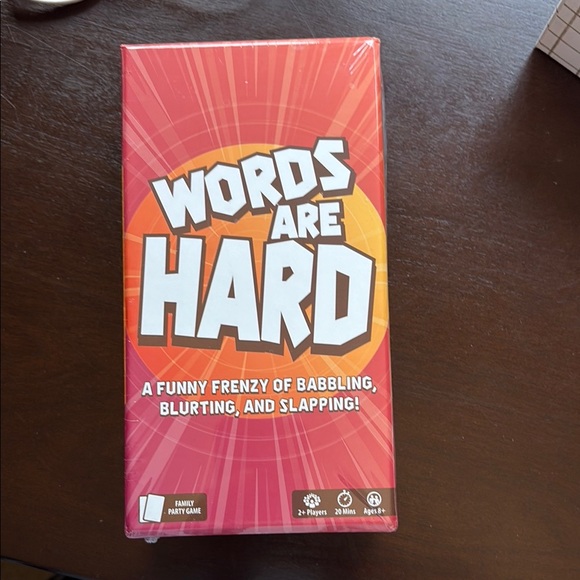 WORDS
ARE
HARD
A FUNNY FRENZY OF BABBLING,
BLURTING, AND SLAPPING!
FAMILY
PARTY GAME
2+ Players
20 Mins
Ages 8+